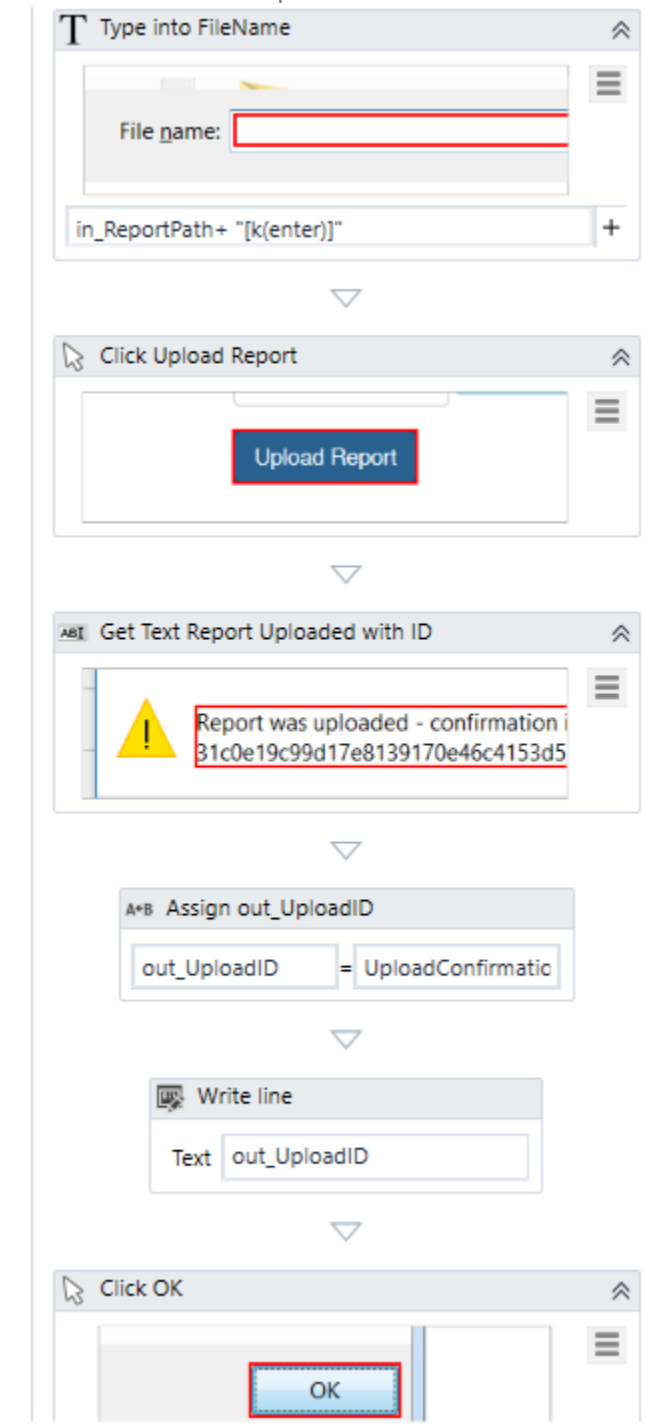 Type into FileName
File name:
in_ReportPath+ "[k(enter)]"
Click Upload Report
Upload Report
Get Text Report Uploaded with ID
Report was uploaded - confirmation i
31c0e19c99d17e8139170e46c4153d5
A+B Assign out_UploadID
out_UploadID = UploadConfirmatic
Write line
Text out_UploadID
Click OK
OK